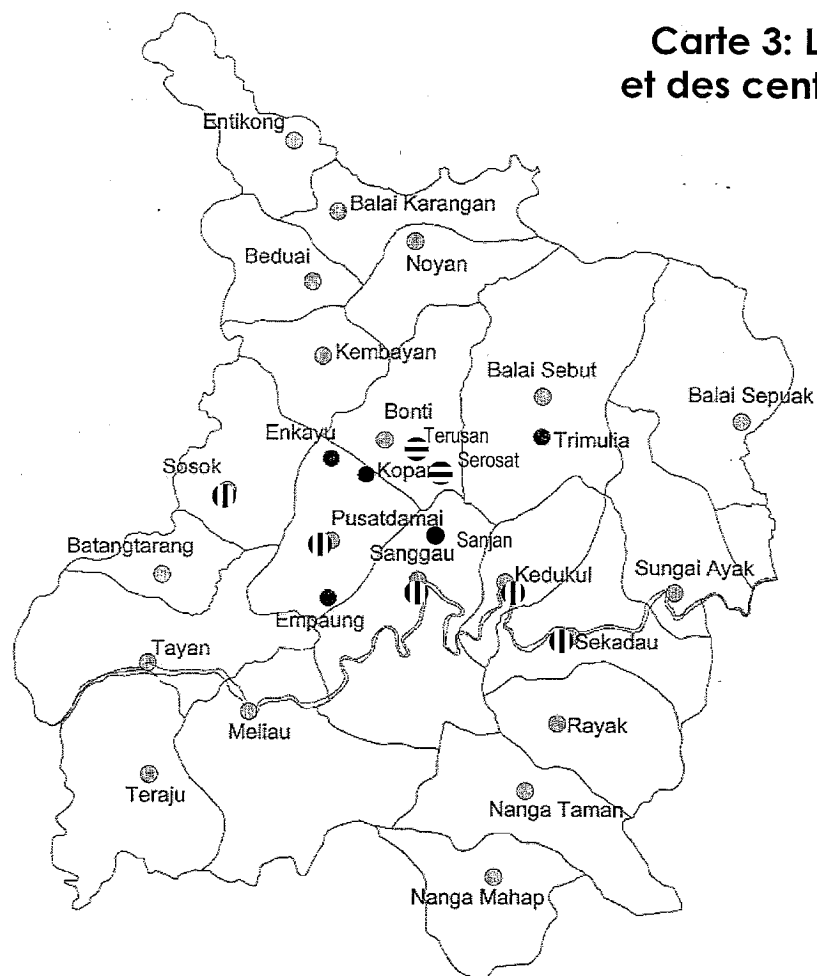 Carte 3: L
et des cent
Entikong
Balai Karangan
Beduai
Noyan
Kembayan
Balai Sebut
Balai Sepuak
Bonti
Enkayu
Terusan
Trimulia
Kopar
Serosat
Sosok
Pusatdamai
Sanjan
Batangtarang
Sanggau
Kedukul
Sungai Ayak
Empaung
Tayan
Sekadau
Meliau
Rayak
Teraju
Nanga Taman
Nanga Mahap